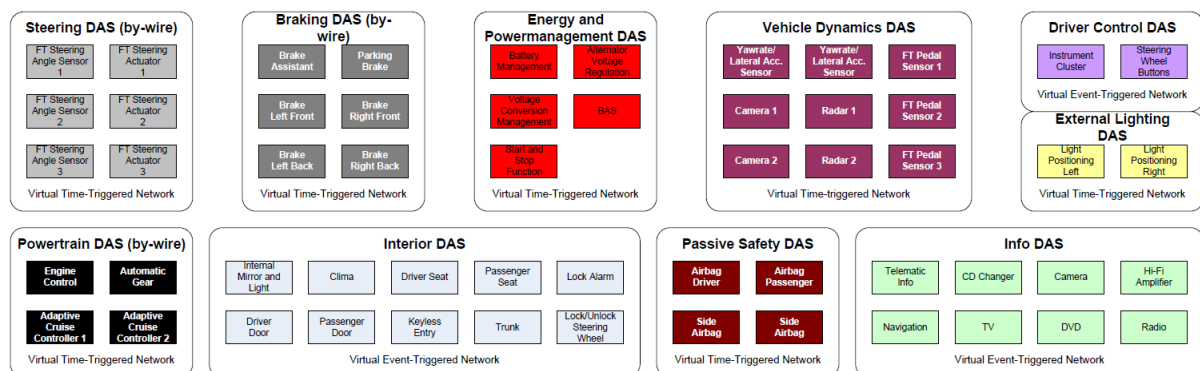 Steering DAS (by-wire)
FT Steering
Angle Sensor
1
FT Steering
Actuator
1
FT Steering
Angle Sensor
2
FT Steering
Actuator
2
FT Steering
Angle Sensor
3
FT Steering
Actuator
3
Virtual Time-Triggered Network
Braking DAS (by-
wire)
Brake
Assistant
Parking
Brake
Brake
Left Front
Brake
Right Front
Brake
Left Back
Brake
Right Back
Virtual Time-Triggered Network
Energy and
Powermanagement DAS
Battery
Management
Alternator
Voltage
Regulation
Voltage
Conversion
Management
BAS
Start and
Stop
Function
Virtual Time-Triggered Network
Vehicle Dynamics DAS
Yawrate/
Lateral Acc.
Sensor
Yawrate/
Lateral Acc.
Sensor
FT Pedal
Sensor 1
Camera 1
Radar 1
FT Pedal
Sensor 2
Camera 2
Radar 2
FT Pedal
Sensor 3
Virtual Time-triggered Network
Driver Control DAS
Instrument
Cluster
Steering
Wheel
Buttons
Virtual Event-Triggered Network
External Lighting
DAS
Light
Positioning
Left
Light
Positioning
Right
Virtual Time-Triggered Network
Powertrain DAS (by-wire)
Engine
Control
Automatic
Gear
Adaptive
Cruise
Controller 1
Adaptive
Cruise
Controller 2
Virtual Time-Triggered Network
Interior DAS
Internal
Mirror and
Light
Clima
Driver Seat
Passenger
Seat
Lock Alarm
Driver
Door
Passenger
Door
Keyless
Entry
Trunk
Lock/Unlock
Steering
Wheel
Virtual Event-Triggered Network
Passive Safety DAS
Airbag
Driver
Airbag
Passenger
Side
Airbag
Side
Airbag
Virtual Time-Triggered Network
Info DAS
Telematic
Info
CD Changer
Camera
Hi-Fi
Amplifier
Navigation
TV
DVD
Radio
Virtual Event-Triggered Network